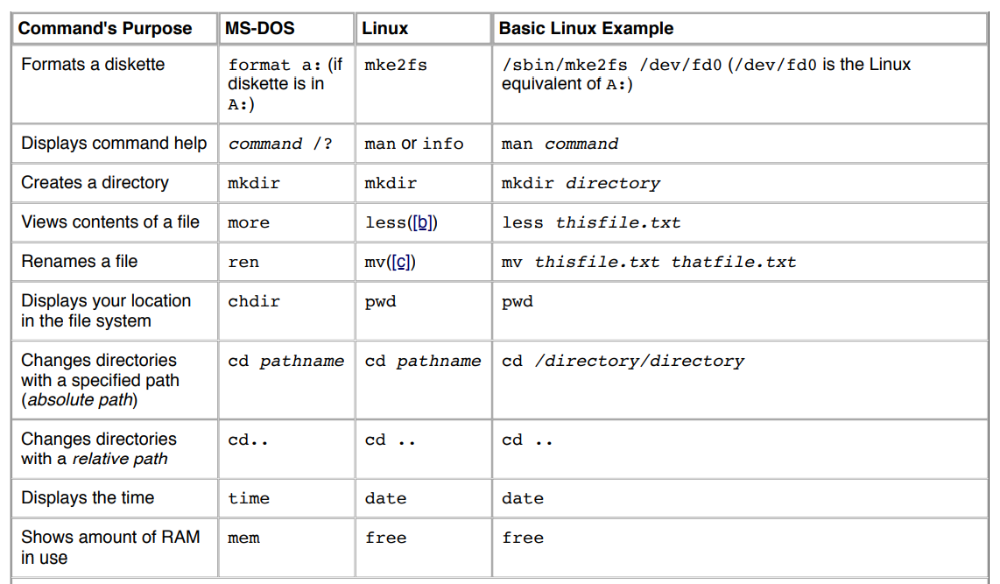 Command's Purpose MS-DOS Linux Basic Linux Example
Formats a diskette format a: (if mke2fs /sbin/mke2fs /dev/fd0 (/dev/fd0 is the Linux
diskette is in equivalent of A:)
A:)
Displays command help command /? man or info man command
Creates a directory mkdir mkdir mkdir directory
Views contents of a file more less([b]) less thisfile.txt
Renames a file ren mv([c]) mv thisfile.txt thatfile.txt
Displays your location chdir pwd pwd
in the file system
Changes directories cd pathname cd pathname cd /directory/directory
with a specified path
(absolute path)
Changes directories cd.. cd .. cd ..
with a relative path
Displays the time time date date
Shows amount of RAM mem free free
in use